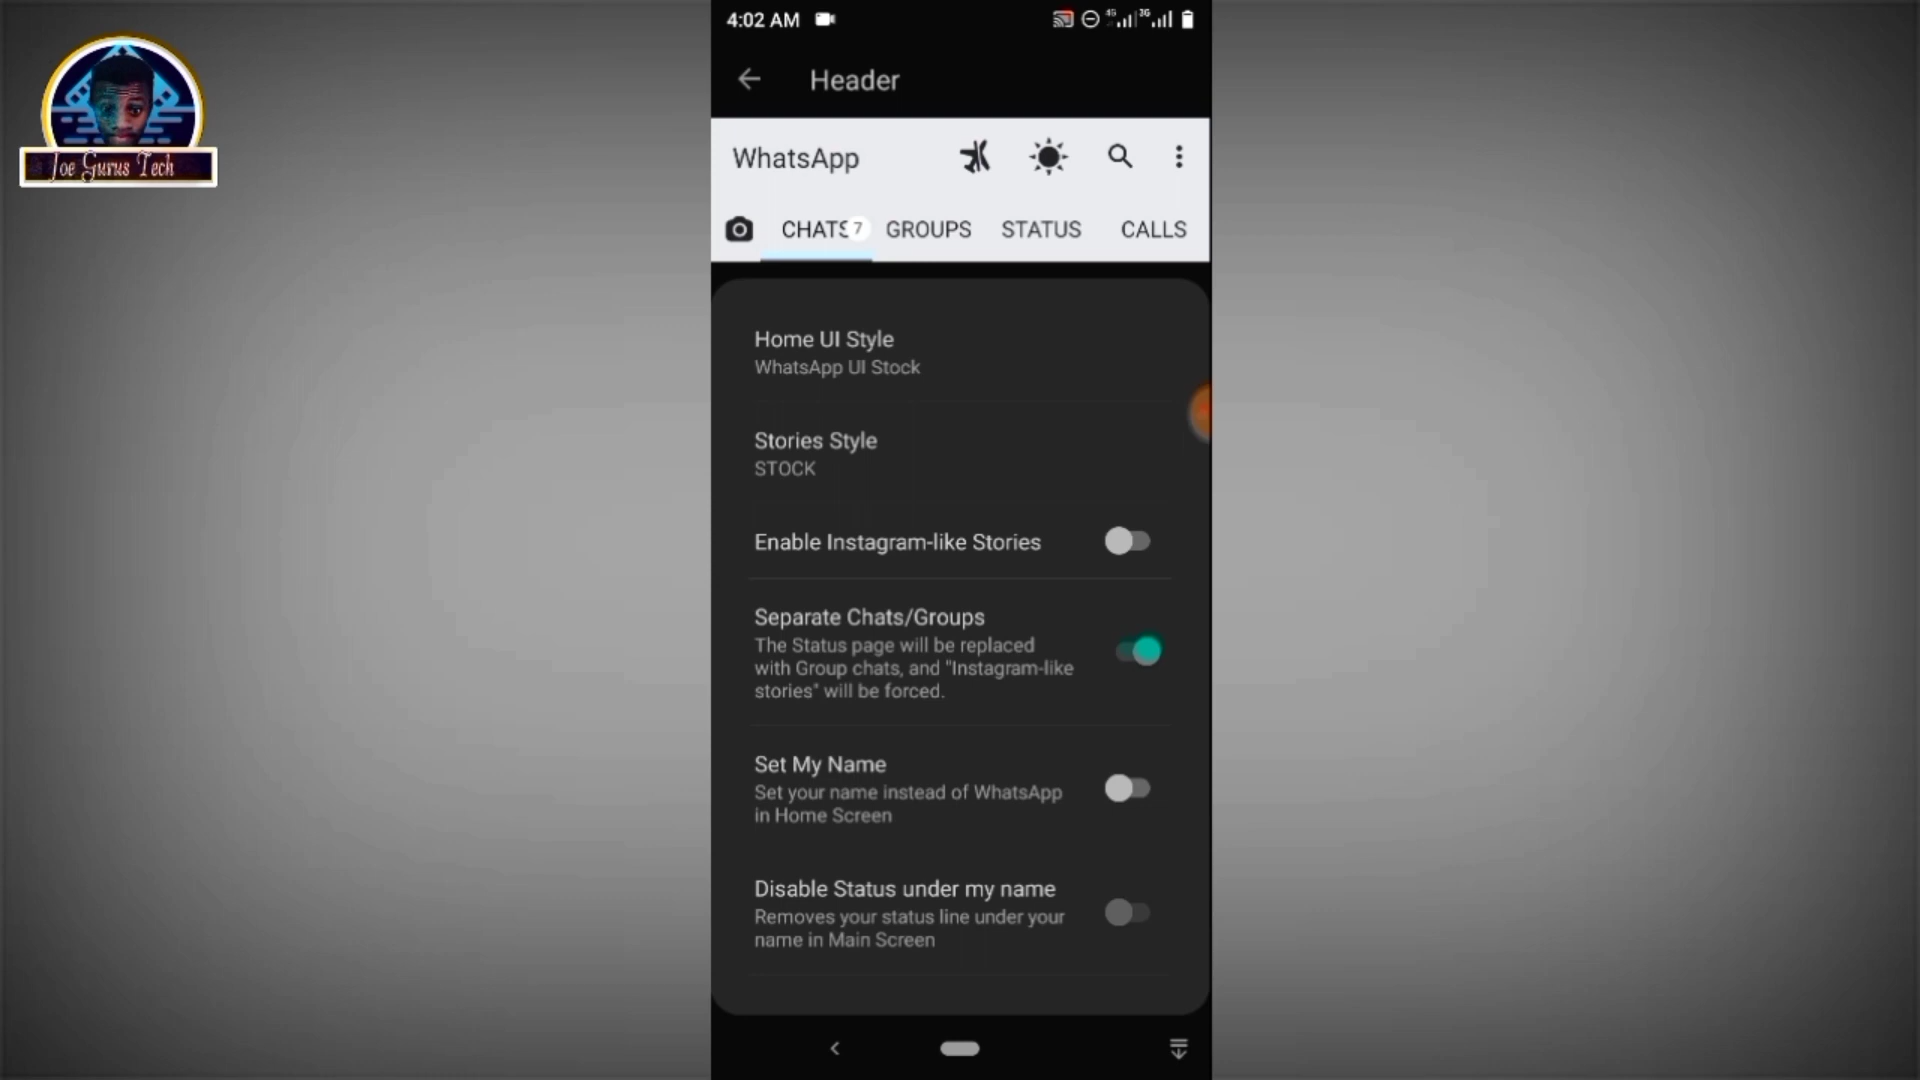 4:02 AM
4G 3G
Joe Gurus Tech
Header
WhatsApp
CHATS 7 GROUPS STATUS CALLS
Home UI Style
WhatsApp UI Stock
Stories Style
STOCK
Enable Instagram-like Stories
Separate Chats/Groups
The Status page will be replaced
with Group chats, and "Instagram-like
stories" will be forced.
Set My Name
Set your name instead of WhatsApp
in Home Screen
Disable Status under my name
Removes your status line under your
name in Main Screen